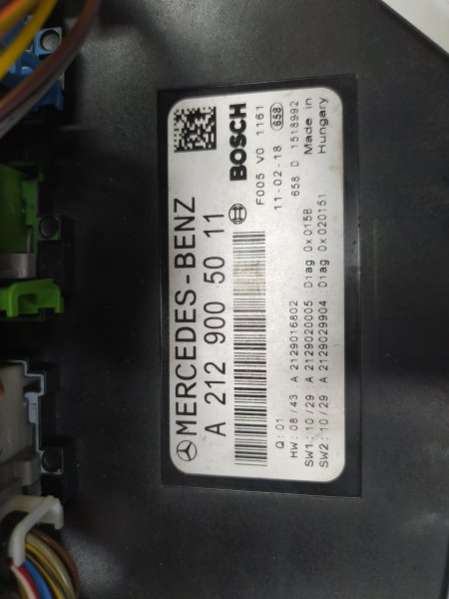 MERCEDES-BENZ
A 212 900 50 11
BOSCH
F005 V0 1161
11-02-18 658
658 D 1518992
Q:01
HW:08/43 A 2129016802 Made in
SW1:10/29 A 2129020005 Diag 0x015B Hungary
SW2:10/29 A 2129029904 Diag 0x020151